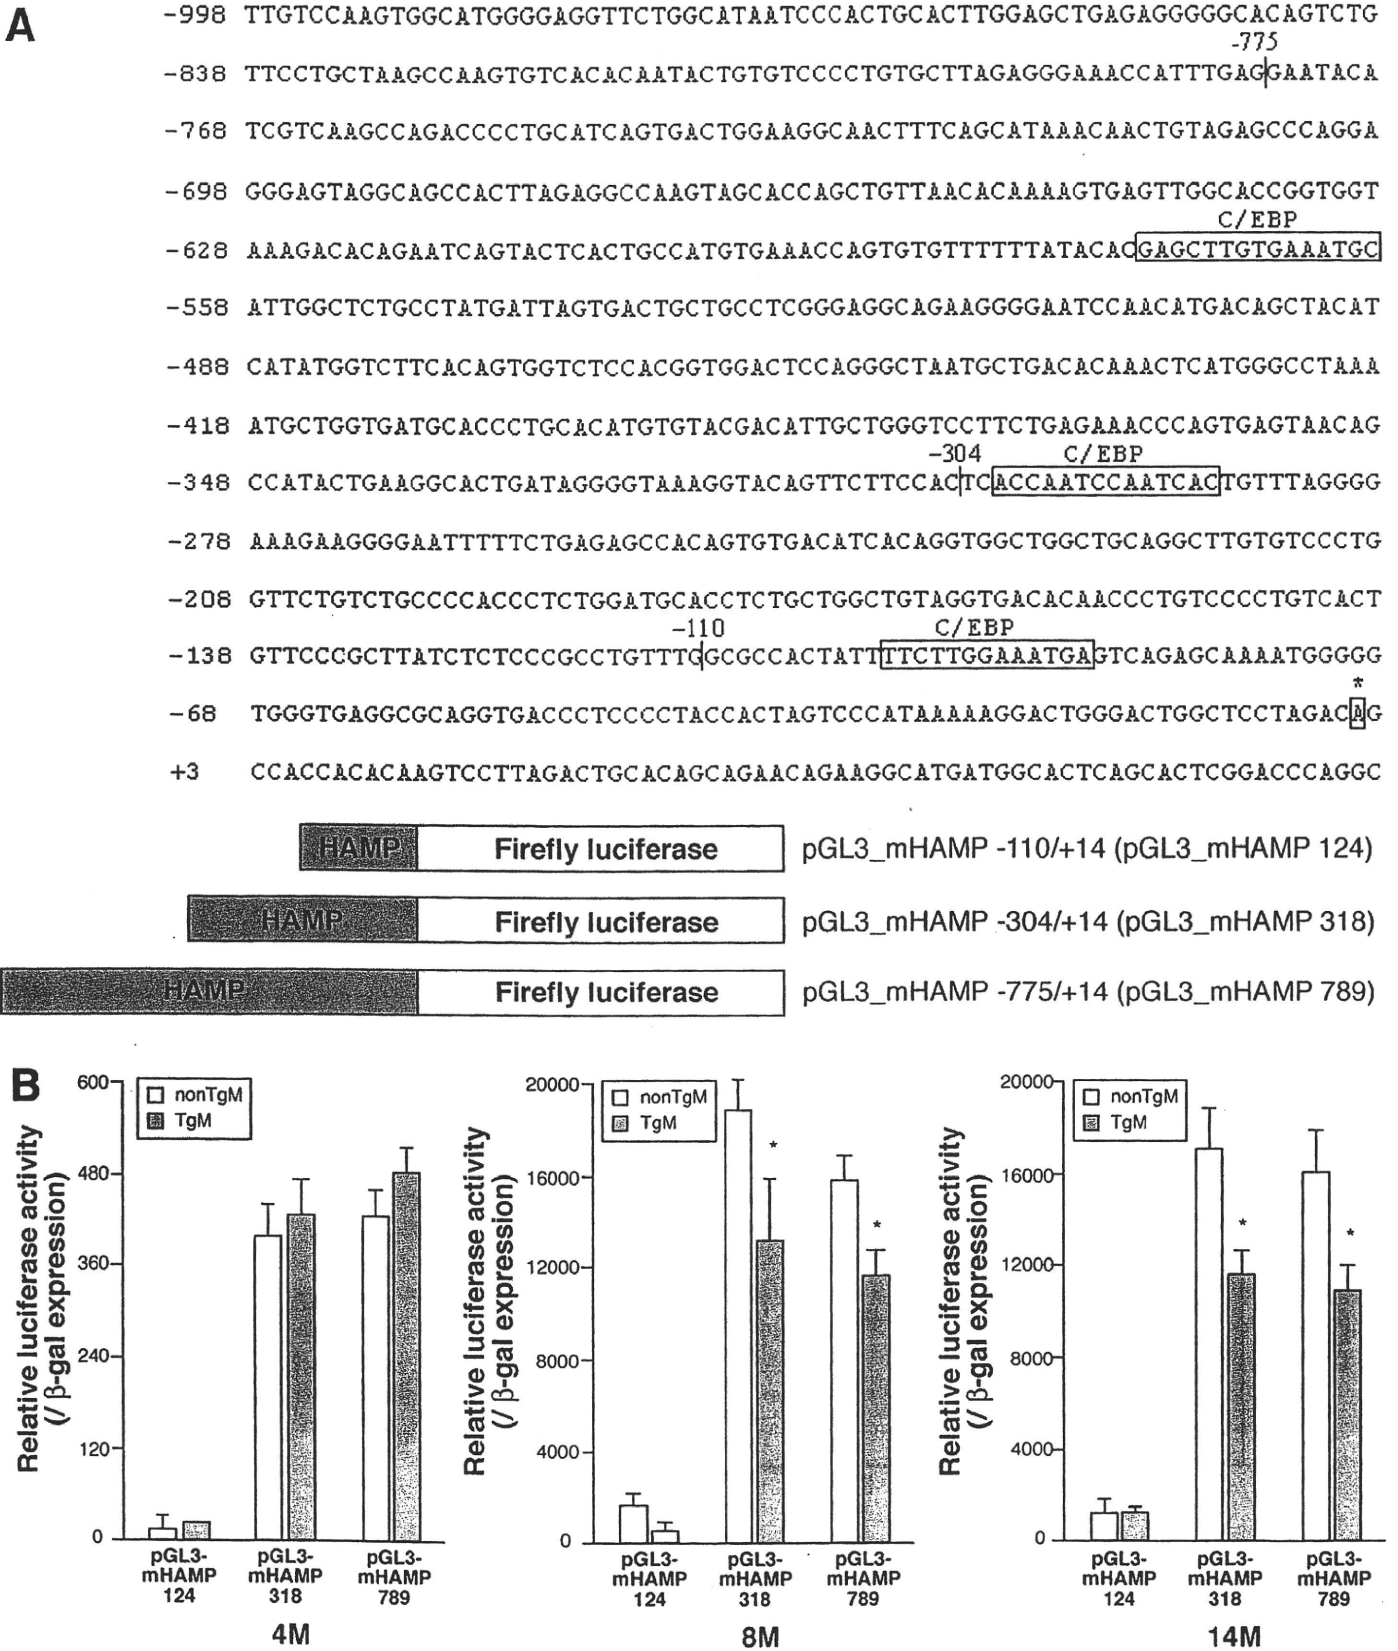 A
-998 TTGTCCAAGTGGCATGGGGAGGTTCTGGCATAATCCCACTGCACTTGGAGCTGAGAGGGGGCACAGTCTG
-775
-838 TTCCTGCTAAGCCAAGTGTCACACAATACTGTGTCCCCTGTGCTTAGAGGGAAACCATTTGAGGAATACA
-768 TCGTCAAGCCAGACCCCTGCATCAGTGACTGGAAGGCAACTTTCAGCATAAACAACTGTAGAGCCCAGGA
-698 GGGAGTAGGCAGCCACTTAGAGGCCAAGTAGCACCAGCTGTTAACACAAAAGTGAGTTGGCACCGGTGGT
C/EBP
-628 AAAGACACAGAATCAGTACTCACTGCCATGTGAAACCAGTGTGTTTTTTATACACGAGCTTGTGAAATGC
-558 ATTGGCTCTGCCTATGATTAGTGACTGCTGCCTCGGGAGGCAGAAGGGGAATCCAACATGACAGCTACAT
-488 CATATGGTCTTCACAGTGGTCTCCACGGTGGACTCCAGGGCTAATGCTGACACAAACTCATGGGCCTAAA
-418 ATGCTGGTGATGCACCCTGCACATGTGTACGACATTGCTGGGTCCTTCTGAGAAACCCAGTGAGTAACAG
-304 C/EBP
-348 CCATACTGAAGGCACTGATAGGGGTAAAGGTACAGTTCTTCCACTCACCAATCCAATCACTGTTTAGGGG
-278 AAAGAAGGGGAATTTTTCTGAGAGCCACAGTGTGACATCACAGGTGGCTGGCTGCAGGCTTGTGTCCCTG
-208 GTTCTGTCTGCCCCACCCTCTGGATGCACCTCTGCTGGCTGTAGGTGACACAACCCTGTCCCCTGTCACT
-110 C/EBP
-138 GTTCCCGCTTATCTCTCCCGCCTGTTTGGCGCCACTATTTTCTTGGAAATGAGTCAGAGCAAAATGGGGG
*
-68 TGGGTGAGGCGCAGGTGACCCTCCCCTACCACTAGTCCCATAAAAAGGACTGGGACTGGCTCCTAGACAG
+3 CCACCACACAAGTCCTTAGACTGCACAGCAGAACAGAAGGCATGATGGCACTCAGCACTCGGACCCAGGC
HAMP Firefly luciferase pGL3_mHAMP -110/+14 (pGL3_mHAMP 124)
HAMP Firefly luciferase pGL3_mHAMP -304/+14 (pGL3_mHAMP 318)
HAMP Firefly luciferase pGL3_mHAMP -775/+14 (pGL3_mHAMP 789)
B
Relative luciferase activity
(/ β-gal expression)
600
480
360
240
120
0
nonTgM
TgM
pGL3-
mHAMP
124
pGL3-
mHAMP
318
pGL3-
mHAMP
789
4M
Relative luciferase activity
(/ β-gal expression)
20000
16000
12000
8000
4000
0
nonTgM
TgM
*
*
pGL3-
mHAMP
124
pGL3-
mHAMP
318
pGL3-
mHAMP
789
8M
Relative luciferase activity
(/ β-gal expression)
20000
16000
12000
8000
4000
0
nonTgM
TgM
*
*
pGL3-
mHAMP
124
pGL3-
mHAMP
318
pGL3-
mHAMP
789
14M